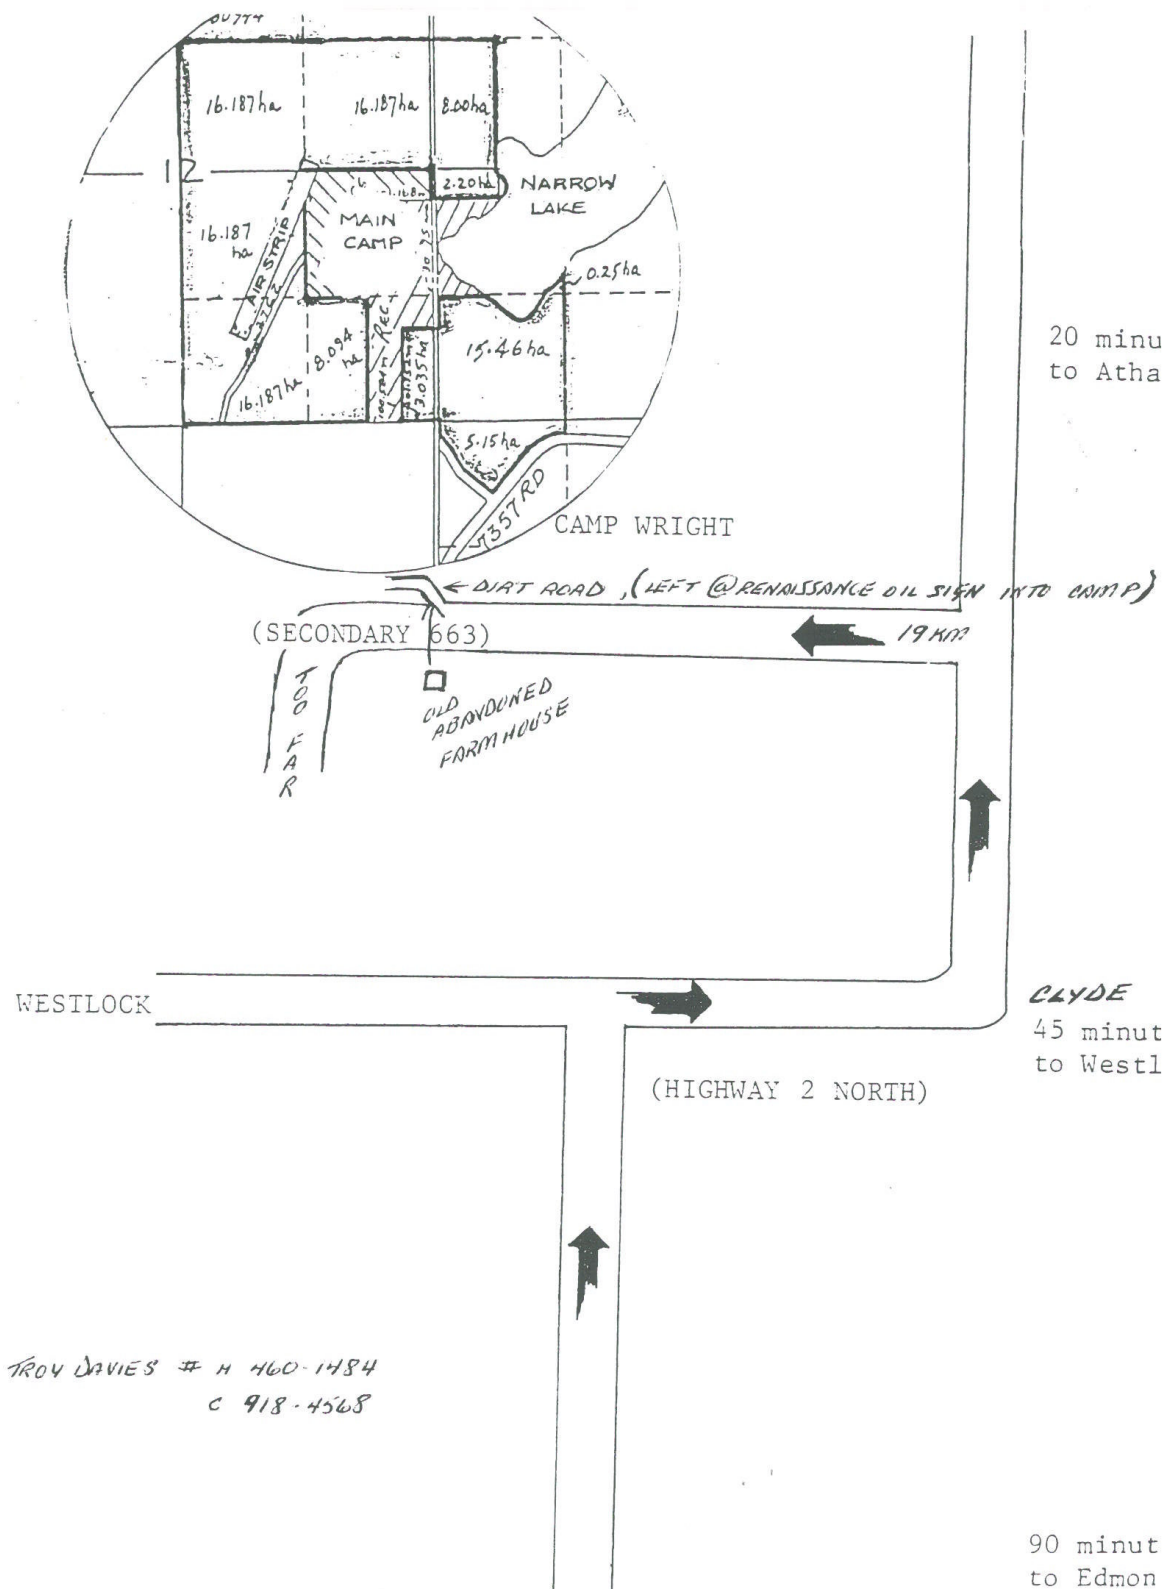 16.187ha
16.187ha
8.00ha
12
2.20ha
NARROW
LAKE
MAIN
CAMP
16.187
ha
AIR STRIP
0.25ha
REC
8.094
ha
16.187ha
3.035ha
15.46ha
5.15ha
RD
20 minu
to Atha
CAMP WRIGHT
← DIRT ROAD, (LEFT @ RENAISSANCE OIL SIGN INTO CAMP)
(SECONDARY 663)
19 KM
TOO FAR
OLD
ABANDONED
FARMHOUSE
WESTLOCK
CLYDE
45 minut
to Westl
(HIGHWAY 2 NORTH)
TROY DAVIES # H 460-1484
C 918-4568
90 minut
to Edmon